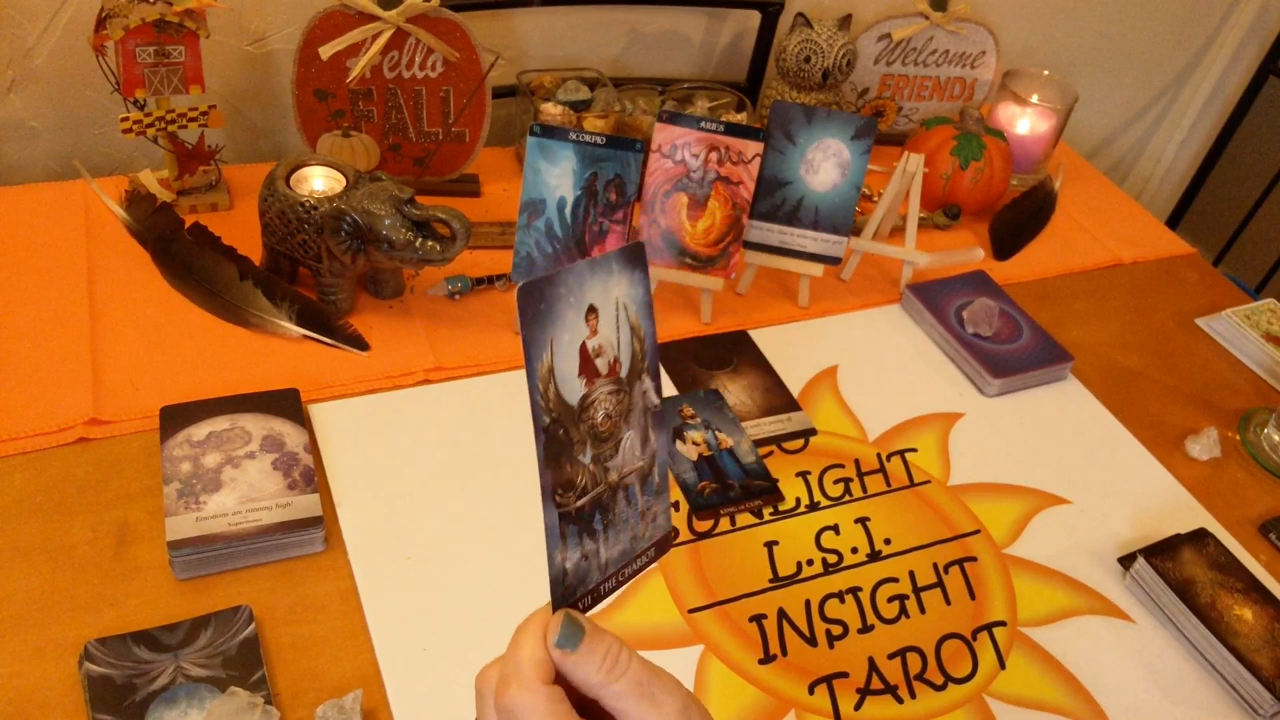 Hello
FALL
Welcome
FRIENDS
SCORPIO
ARIES
VII - THE CHARIOT
KING OF CUPS
Emotions are running high!
Supermoon
LIGHT
L.S.I.
INSIGHT
TAROT